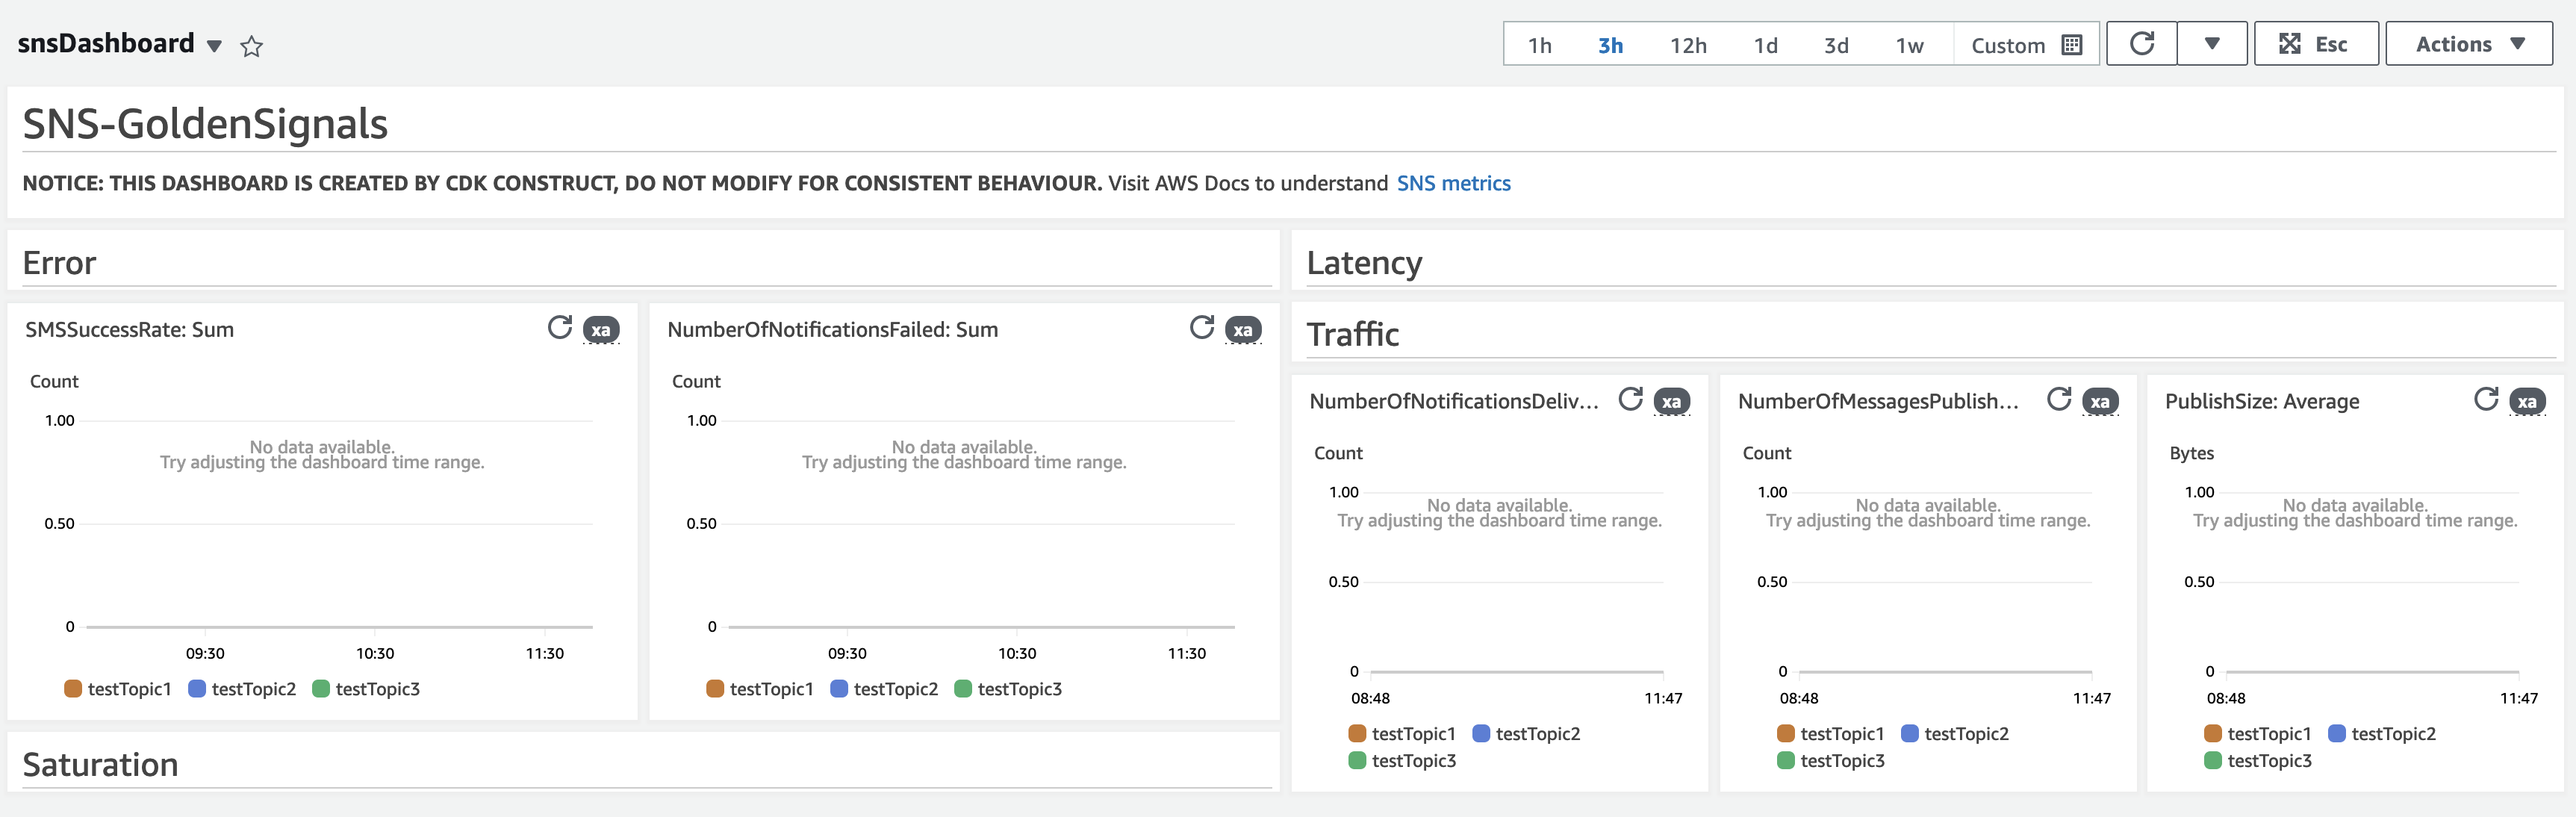 snsDashboard
1h 3h 12h 1d 3d 1w Custom Esc Actions
SNS-GoldenSignals
NOTICE: THIS DASHBOARD IS CREATED BY CDK CONSTRUCT, DO NOT MODIFY FOR CONSISTENT BEHAVIOUR. Visit AWS Docs to understand SNS metrics
Error
SMSSuccessRate: Sum
xa
Count
1.00
No data available.
Try adjusting the dashboard time range.
0.50
0
09:30 10:30 11:30
testTopic1 testTopic2 testTopic3
NumberOfNotificationsFailed: Sum
xa
Count
1.00
No data available.
Try adjusting the dashboard time range.
0.50
0
09:30 10:30 11:30
testTopic1 testTopic2 testTopic3
Saturation
Latency
Traffic
NumberOfNotificationsDeliv...
xa
Count
1.00
No data available.
Try adjusting the dashboard time range.
0.50
0
08:48 11:47
testTopic1 testTopic2
testTopic3
NumberOfMessagesPublish...
xa
Count
1.00
No data available.
Try adjusting the dashboard time range.
0.50
0
08:48 11:47
testTopic1 testTopic2
testTopic3
PublishSize: Average
xa
Bytes
1.00
No data available.
Try adjusting the dashboard time range.
0.50
0
08:48 11:47
testTopic1 testTopic2
testTopic3